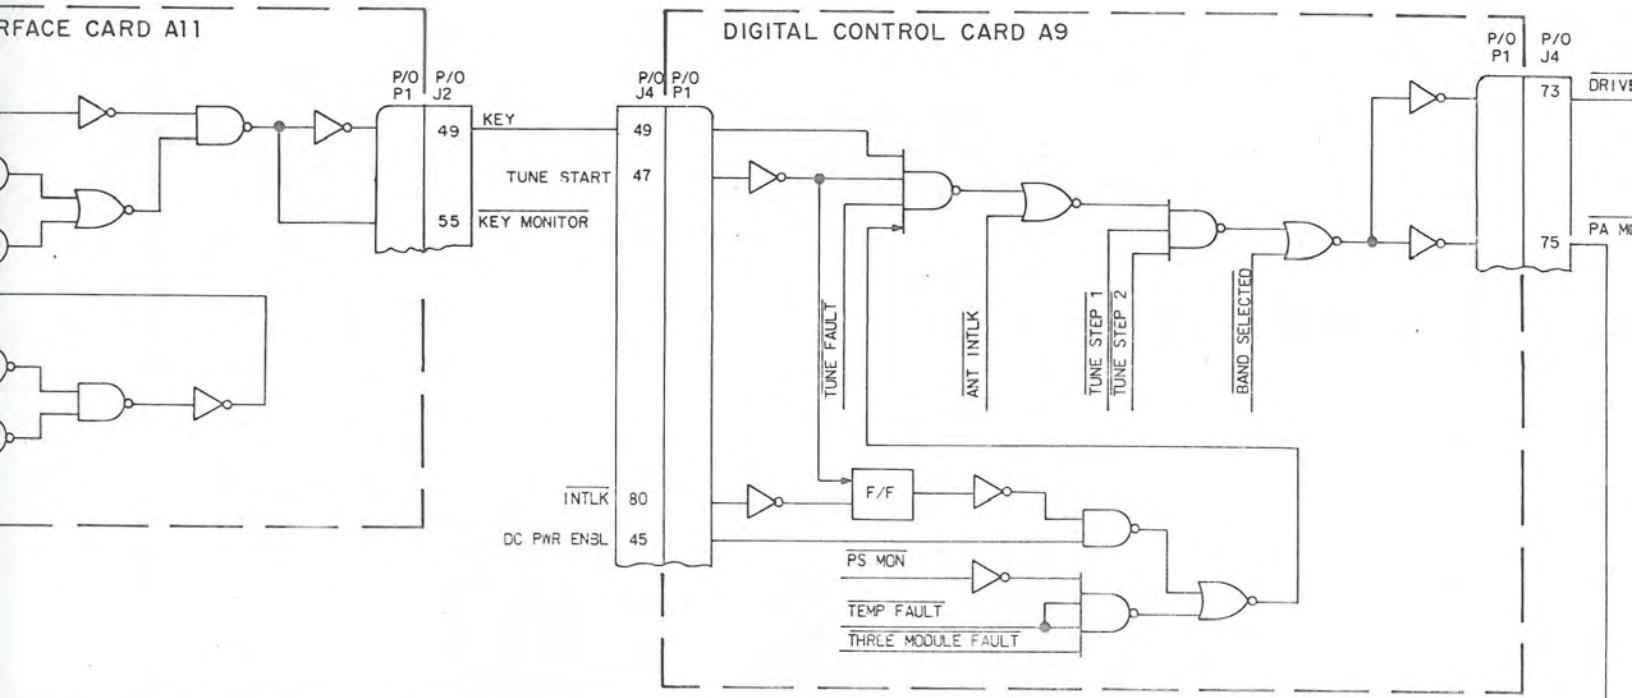 RFACE CARD A11
DIGITAL CONTROL CARD A9
P/O P/O
P1 J2
P/O P/O
J4 P1
P/O P/O
P1 J4
49 KEY
49
TUNE START 47
55 KEY MONITOR
73 DRIVE
75 PA MO
TUNE FAULT
ANT INTLK
TUNE STEP 1
TUNE STEP 2
BAND SELECTED
INTLK 80
F/F
DC PWR ENBL 45
PS MON
TEMP FAULT
THREE MODULE FAULT